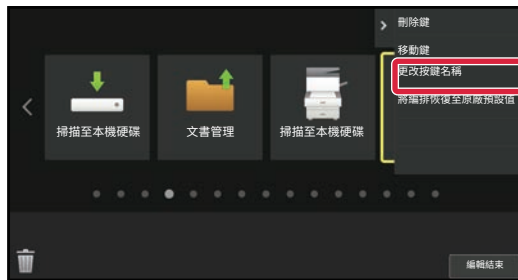 刪除鍵
移動鍵
更改按鍵名稱
將編排恢復至原廠預設值
掃描至本機硬碟
文書管理
掃描至本機硬碟
編輯結束